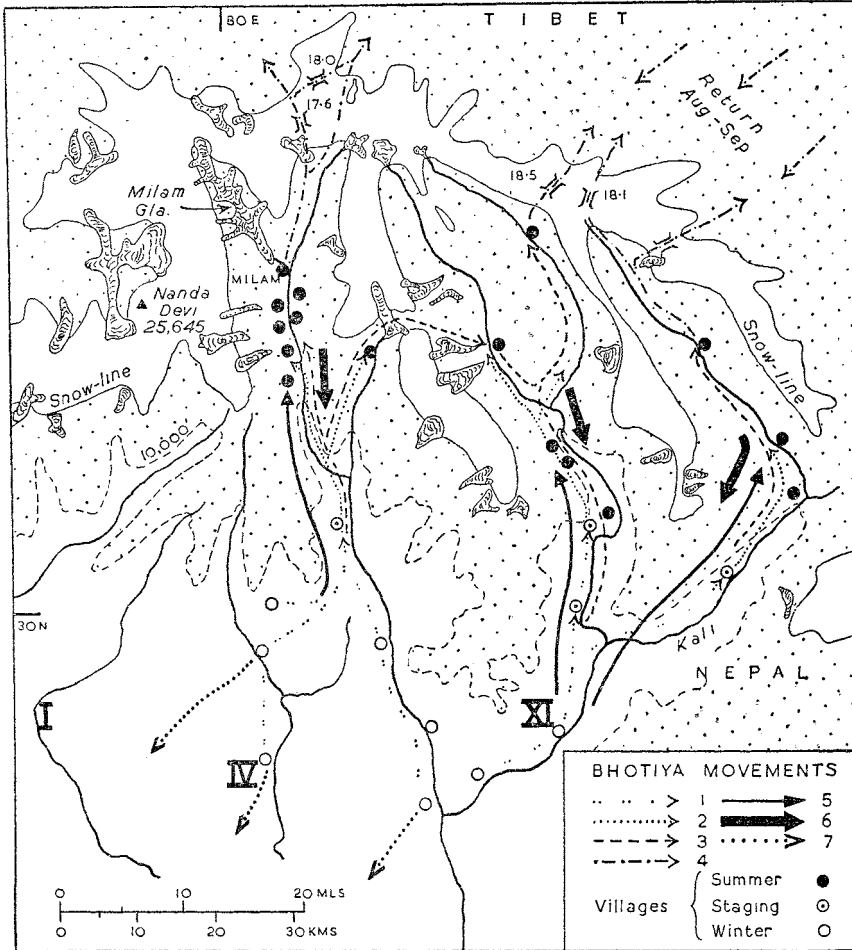 80 E
TIBET
18·0
17·6
Return
Aug-Sep
18·5
18·1
Milam
Gla.
MILAM
Nanda
Devi
25,645
Snow-line
Snow-line
10,000'
30N
Kali
NEPAL
I
IV
XI
BHOTIYA MOVEMENTS
1 5
2 6
3 7
4
Villages
Summer
Staging
Winter
0 10 20 MLS
0 10 20 30 KMS